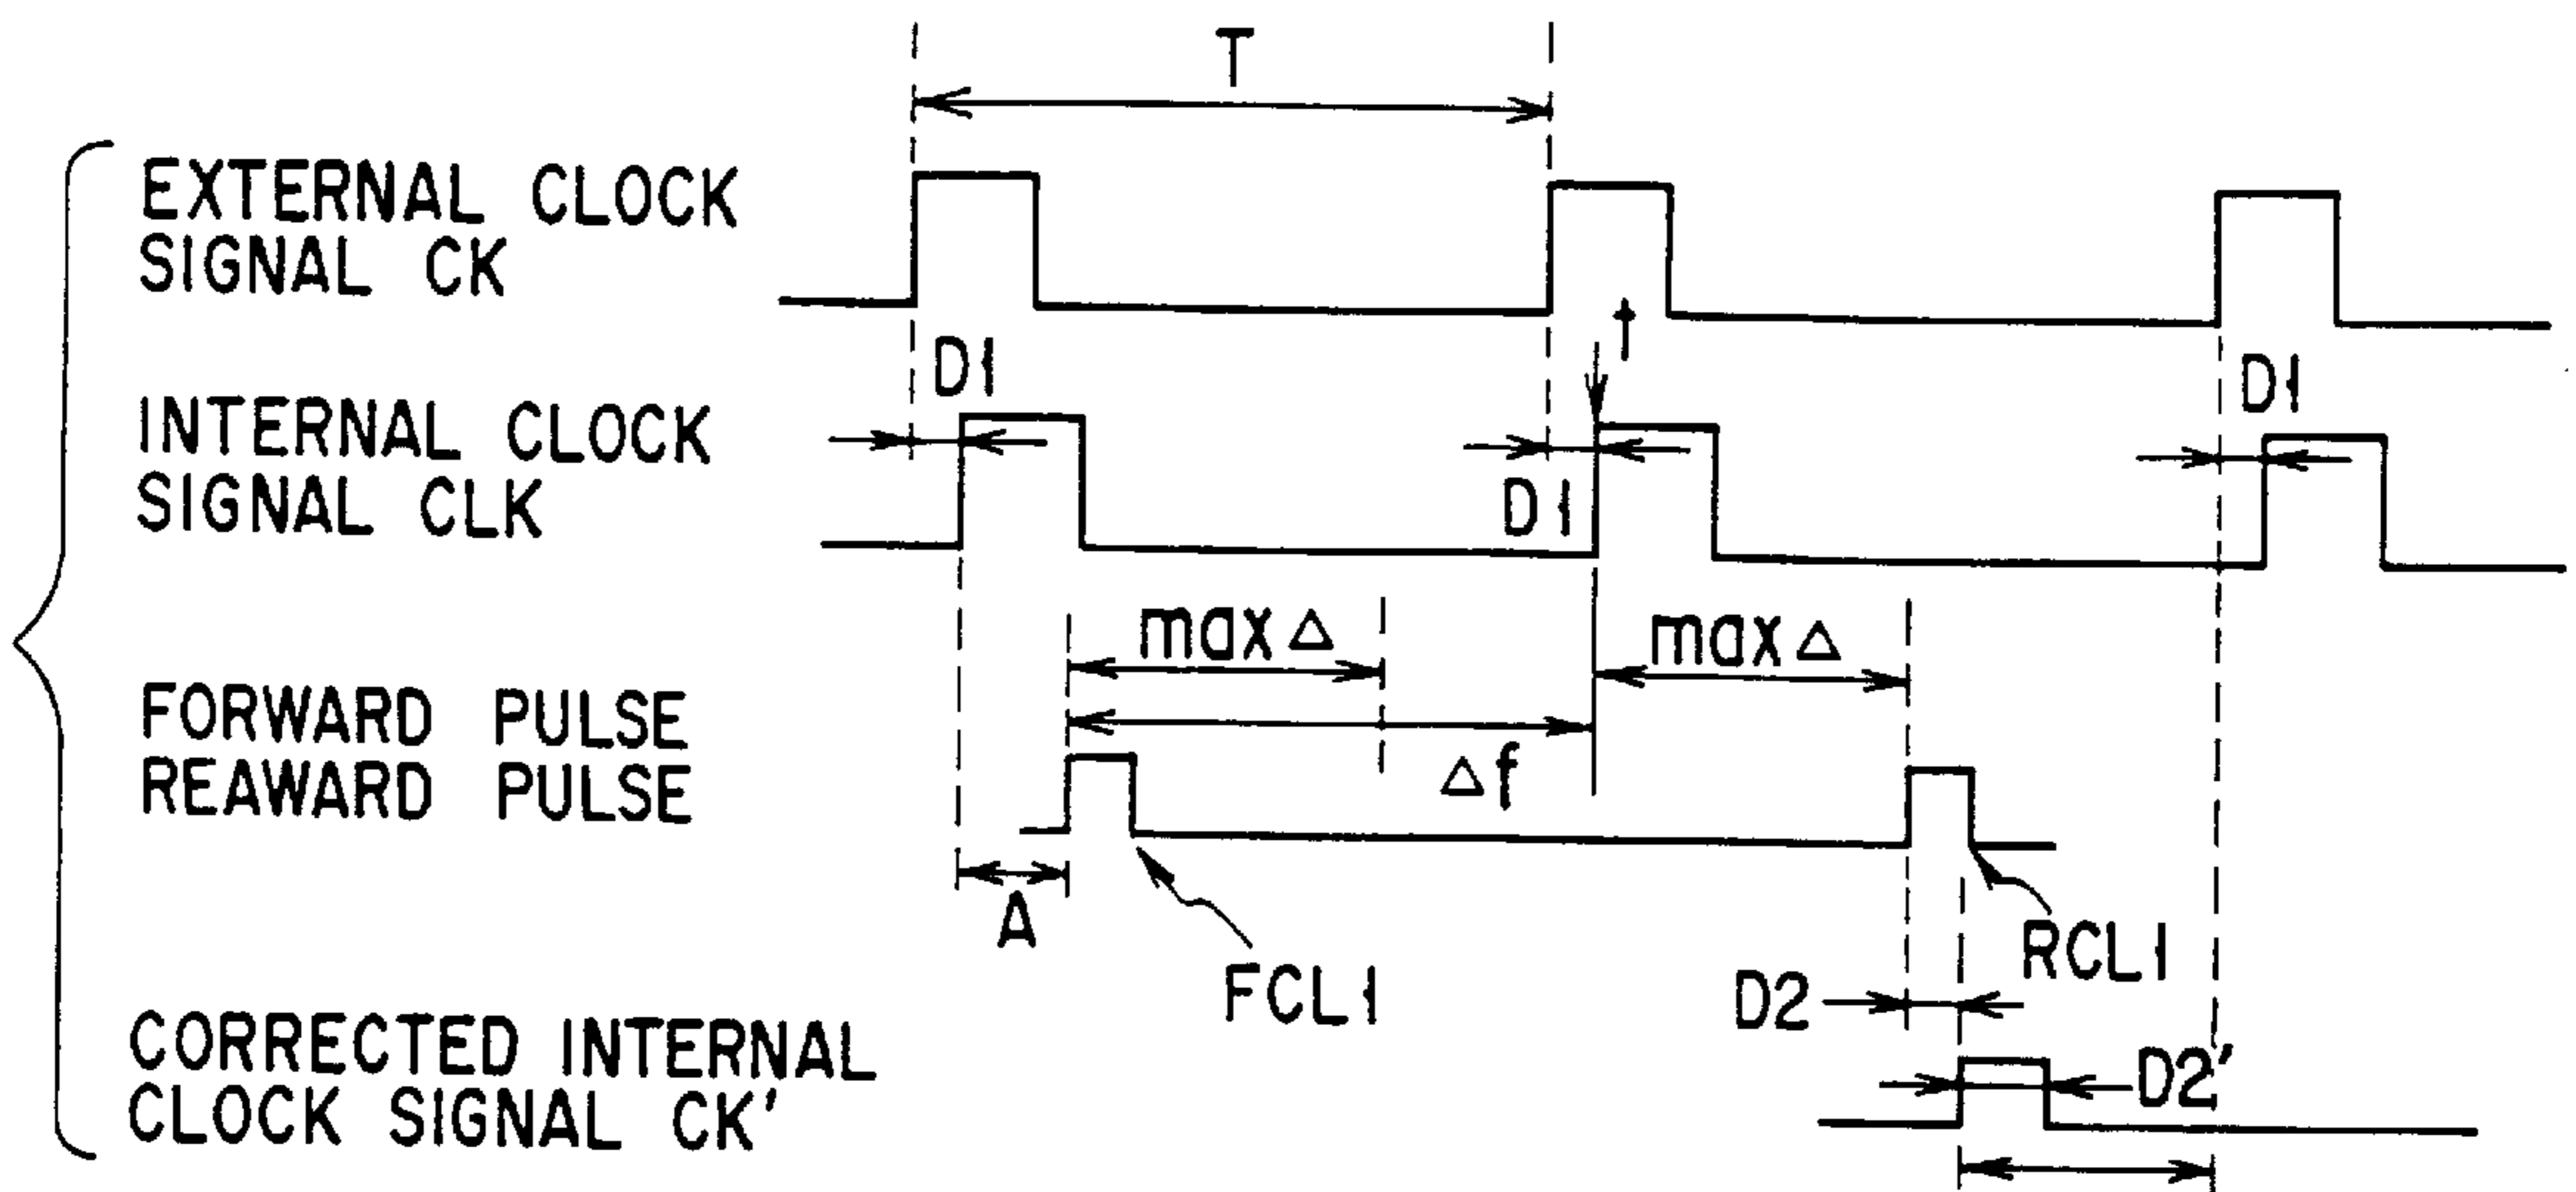 T
EXTERNAL CLOCK
SIGNAL CK
t
D1
D1
INTERNAL CLOCK
SIGNAL CLK
D1
max Δ
max Δ
FORWARD PULSE
Δf
REAWARD PULSE
A
FCL1
RCL1
D2
CORRECTED INTERNAL
CLOCK SIGNAL CK'
D2'